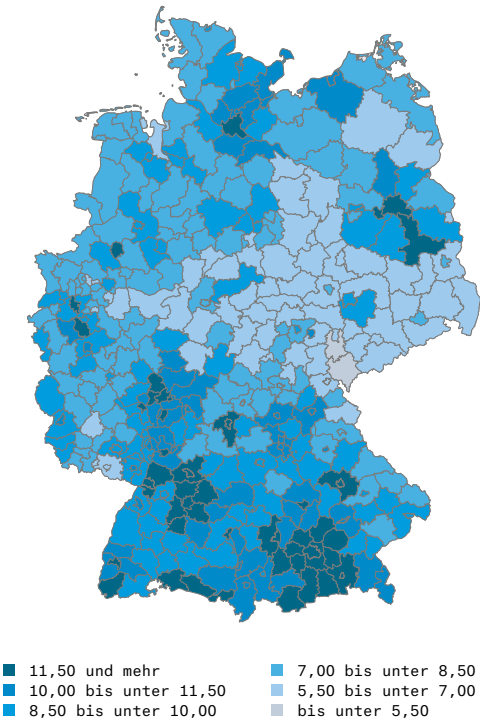 11,50 und mehr
10,00 bis unter 11,50
8,50 bis unter 10,00
7,00 bis unter 8,50
5,50 bis unter 7,00
bis unter 5,50